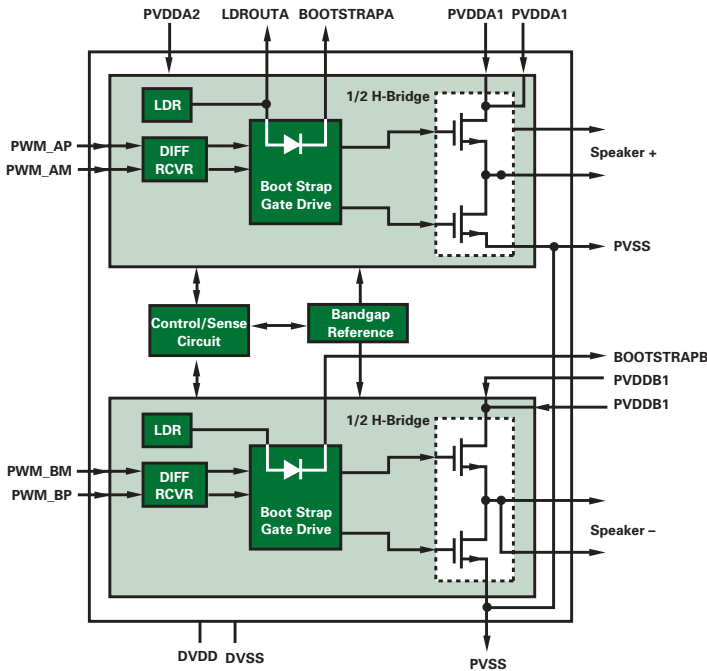 PVDDA2 LDROUTA BOOTSTRAPA PVDDA1 PVDDA1
1/2 H-Bridge
LDR
PWM_AP
PWM_AM
DIFF
RCVR
Boot Strap
Gate Drive
Speaker +
PVSS
Control/Sense
Circuit
Bandgap
Reference
BOOTSTRAPB
PVDDB1
PVDDB1
1/2 H-Bridge
LDR
PWM_BM
PWM_BP
DIFF
RCVR
Boot Strap
Gate Drive
Speaker –
DVDD DVSS
PVSS